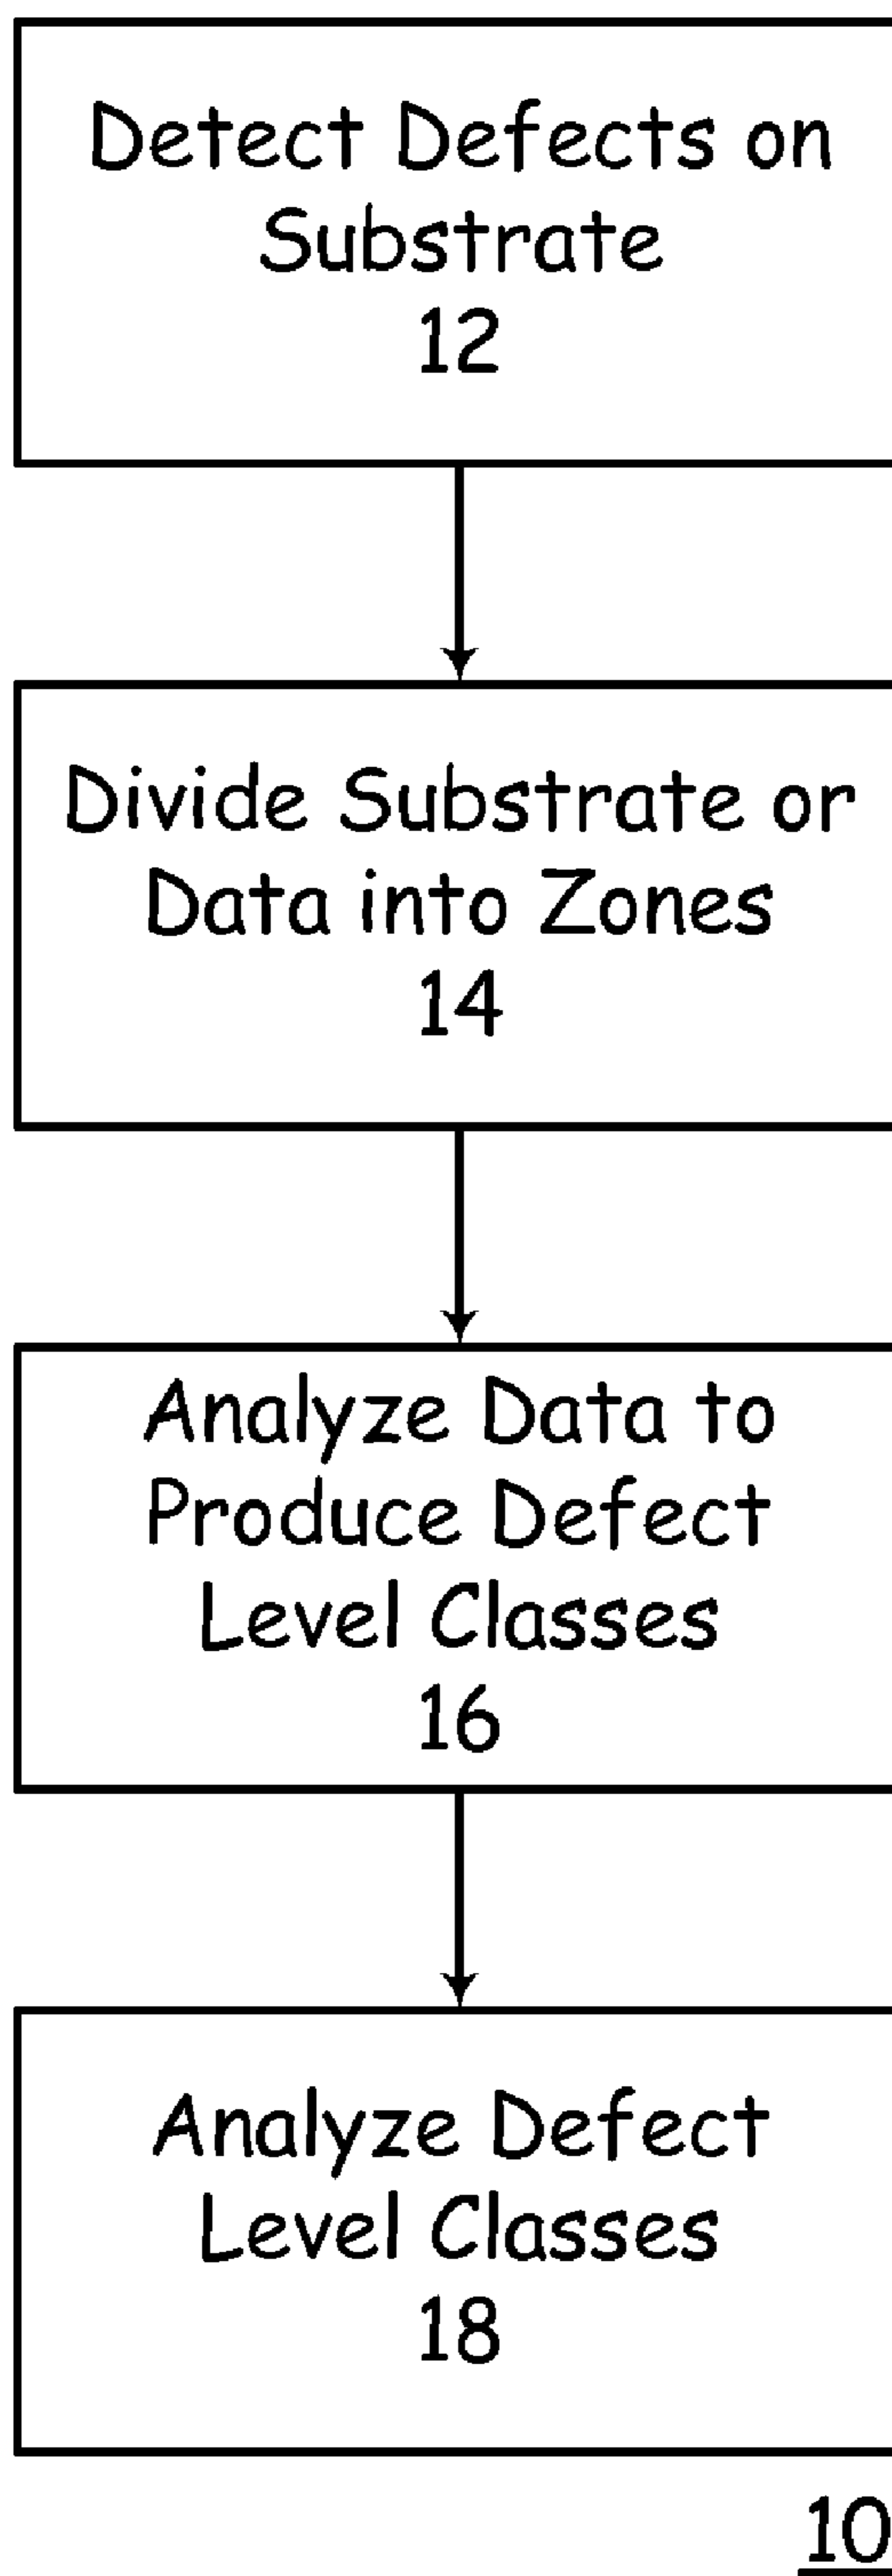 Detect Defects on
Substrate
12
Divide Substrate or
Data into Zones
14
Analyze Data to
Produce Defect
Level Classes
16
Analyze Defect
Level Classes
18
10